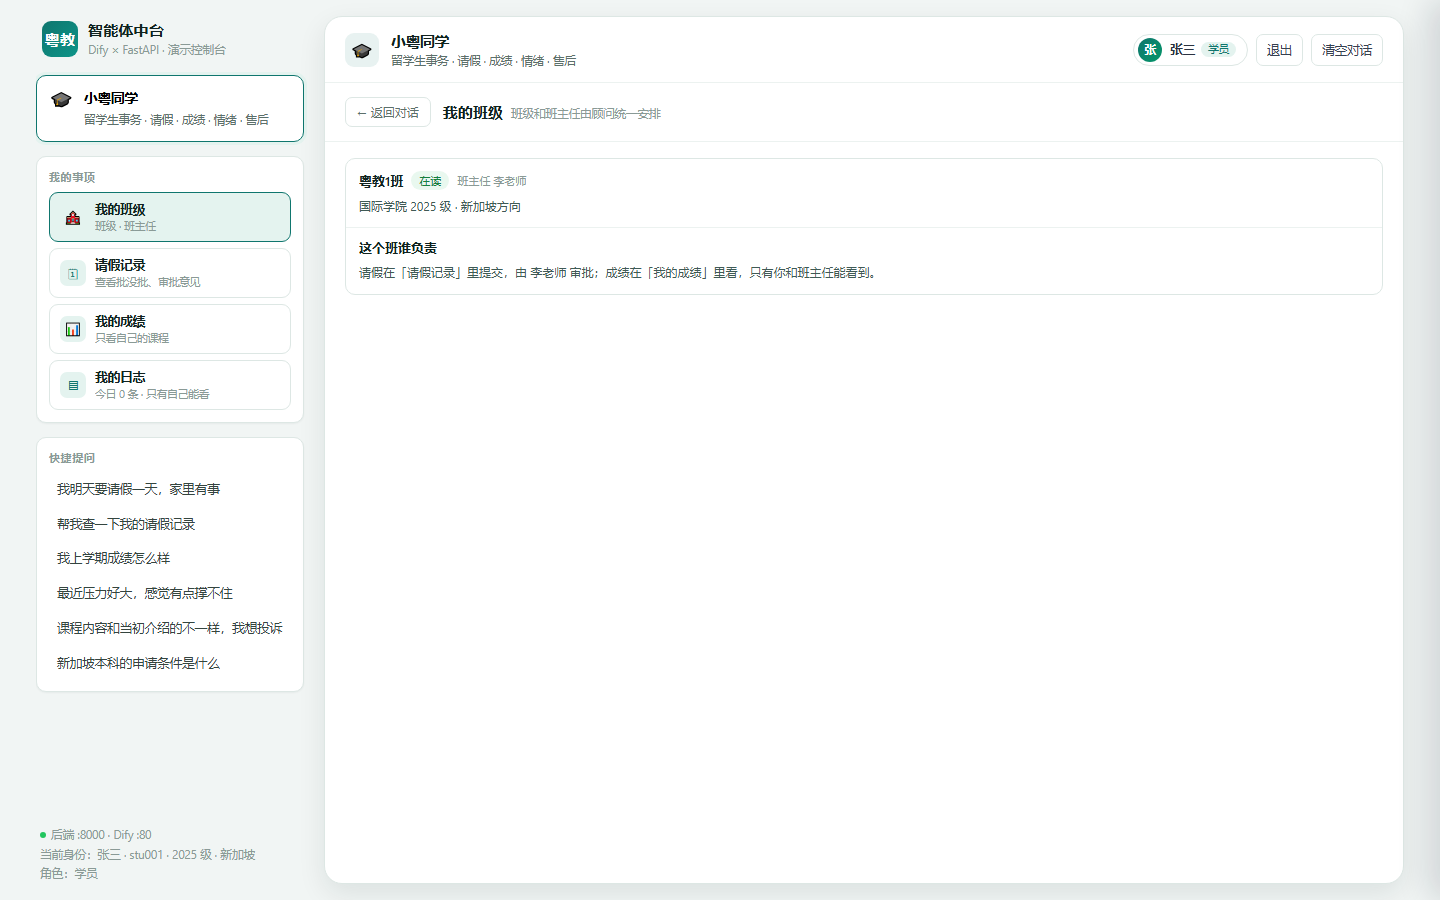 粤教
智能体中台
Dify × FastAPI · 演示控制台
小粤同学
留学生事务 · 请假 · 成绩 · 情绪 · 售后
我的事项
我的班级
班级 · 班主任
请假记录
查看批没批、审批意见
我的成绩
只看自己的课程
我的日志
今日 0 条 · 只有自己能看
快捷提问
我明天要请假一天，家里有事
帮我查一下我的请假记录
我上学期成绩怎么样
最近压力好大，感觉有点撑不住
课程内容和当初介绍的不一样，我想投诉
新加坡本科的申请条件是什么
后端 :8000 · Dify :80
当前身份：张三 · stu001 · 2025 级 · 新加坡
角色：学员
小粤同学
留学生事务 · 请假 · 成绩 · 情绪 · 售后
张 张三 学员
退出
清空对话
← 返回对话
我的班级 班级和班主任由顾问统一安排
粤教1班 在读 班主任 李老师
国际学院 2025 级 · 新加坡方向
这个班谁负责
请假在「请假记录」里提交，由 李老师 审批；成绩在「我的成绩」里看，只有你和班主任能看到。